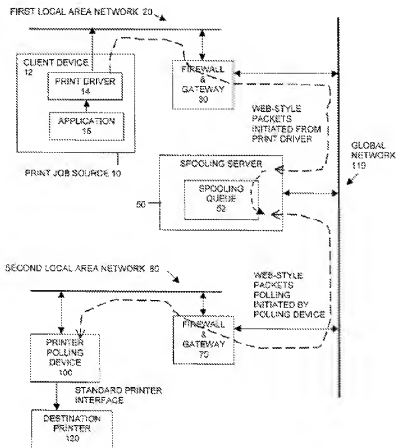 FIRST LOCAL AREA NETWORK 20
CLIENT DEVICE
12
PRINT DRIVER
14
APPLICATION
16
PRINT JOB SOURCE 10
FIREWALL
&
GATEWAY
30
WEB-STYLE
PACKETS
INITIATED FROM
PRINT DRIVER
GLOBAL
NETWORK
110
SPOOLING SERVER
SPOOLING
QUEUE
52
50
SECOND LOCAL AREA NETWORK 60
WEB-STYLE
PACKETS
POLLING
INITIATED BY
POLLING DEVICE
PRINTER
POLLING
DEVICE
100
FIREWALL
&
GATEWAY
70
STANDARD PRINTER
INTERFACE
DESTINATION
PRINTER
120